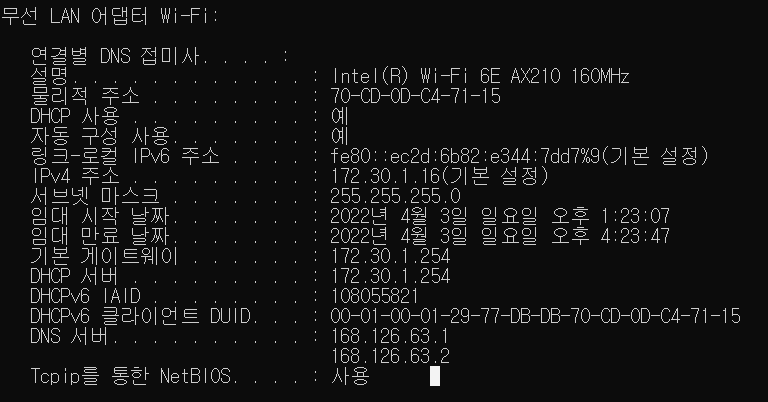 무선 LAN 어댑터 Wi-Fi:
연결별 DNS 접미사. . . . :
설명. . . . . . . . . . . . : Intel(R) Wi-Fi 6E AX210 160MHz
물리적 주소 . . . . . . . . : 70-CD-0D-C4-71-15
DHCP 사용 . . . . . . . . . : 예
자동 구성 사용. . . . . . . : 예
링크-로컬 IPv6 주소 . . . . : fe80::ec2d:6b82:e344:7dd7%9(기본 설정)
IPv4 주소 . . . . . . . . . : 172.30.1.16(기본 설정)
서브넷 마스크 . . . . . . . : 255.255.255.0
임대 시작 날짜. . . . . . . : 2022년 4월 3일 일요일 오후 1:23:07
임대 만료 날짜. . . . . . . : 2022년 4월 3일 일요일 오후 4:23:47
기본 게이트웨이 . . . . . . : 172.30.1.254
DHCP 서버 . . . . . . . . . : 172.30.1.254
DHCPv6 IAID . . . . . . . . : 108055821
DHCPv6 클라이언트 DUID. . . : 00-01-00-01-29-77-DB-DB-70-CD-0D-C4-71-15
DNS 서버. . . . . . . . . . : 168.126.63.1
168.126.63.2
Tcpip를 통한 NetBIOS. . . . : 사용